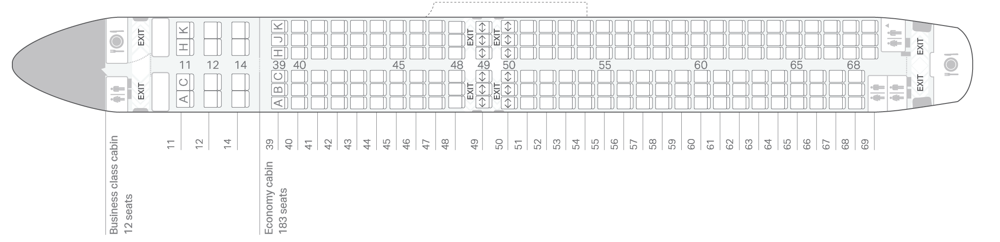 EXIT EXIT EXIT EXIT
K K
H J
H
11 12 14 39 40 45 48 49 50 55 60 65 68
C C
A B
A
EXIT EXIT EXIT EXIT
11 12 14 39 40 41 42 43 44 45 46 47 48 49 50 51 52 53 54 55 56 57 58 59 60 61 62 63 64 65 66 67 68 69
Business class cabin
12 seats
Economy cabin
183 seats